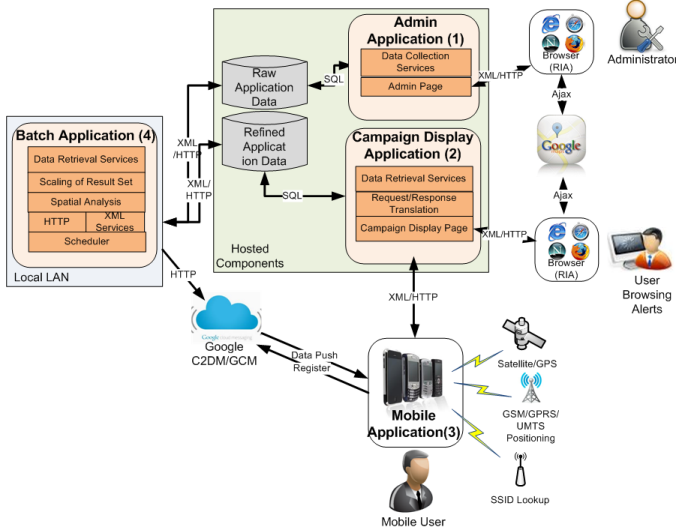 Admin
Application (1)
Data Collection
Services
Admin Page
Raw
Application
Data
SQL
XML/HTTP
Browser
(RIA)
Administrator
Ajax
Google
Ajax
Refined
Applicat
ion Data
SQL
Campaign Display
Application (2)
Data Retrieval Services
Request/Response
Translation
Campaign Display Page
XML/HTTP
Browser
(RIA)
User
Browsing
Alerts
Hosted
Components
Batch Application (4)
Data Retrieval Services
Scaling of Result Set
Spatial Analysis
HTTP
XML
Services
Scheduler
Local LAN
XML
/HTTP
XML/
HTTP
HTTP
XML/HTTP
Google
C2DM/GCM
Data Push
Register
Mobile
Application(3)
Mobile User
Satellite/GPS
GSM/GPRS/
UMTS
Positioning
SSID Lookup